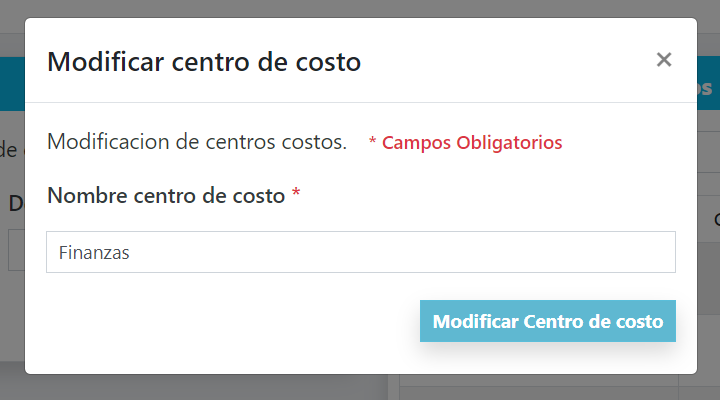 Modificar centro de costo
×
Modificacion de centros costos. * Campos Obligatorios
Nombre centro de costo *
Finanzas
Modificar Centro de costo